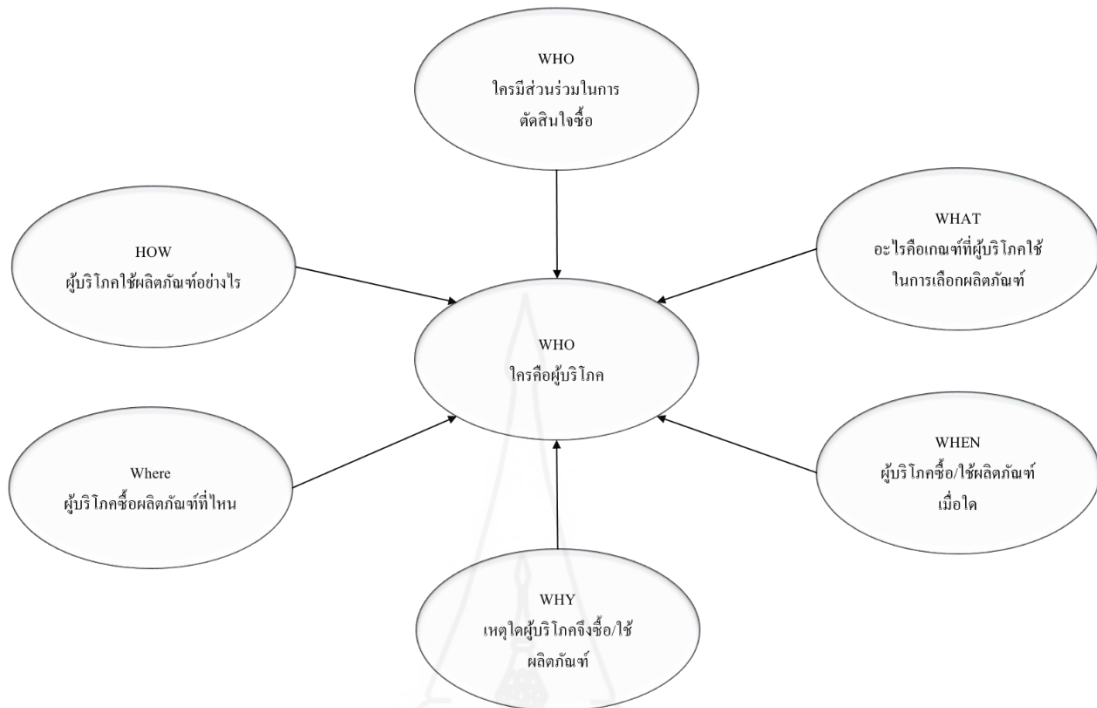 WHO
ใครมีส่วนร่วมในการ
ตัดสินใจซื้อ
HOW
ผู้บริโภคใช้ผลิตภัณฑ์อย่างไร
WHAT
อะไรคือเกณฑ์ที่ผู้บริโภคใช้
ในการเลือกผลิตภัณฑ์
WHO
ใครคือผู้บริโภค
Where
ผู้บริโภคซื้อผลิตภัณฑ์ที่ไหน
WHEN
ผู้บริโภคซื้อ/ใช้ผลิตภัณฑ์
เมื่อใด
WHY
เหตุใดผู้บริโภคจึงซื้อ/ใช้
ผลิตภัณฑ์